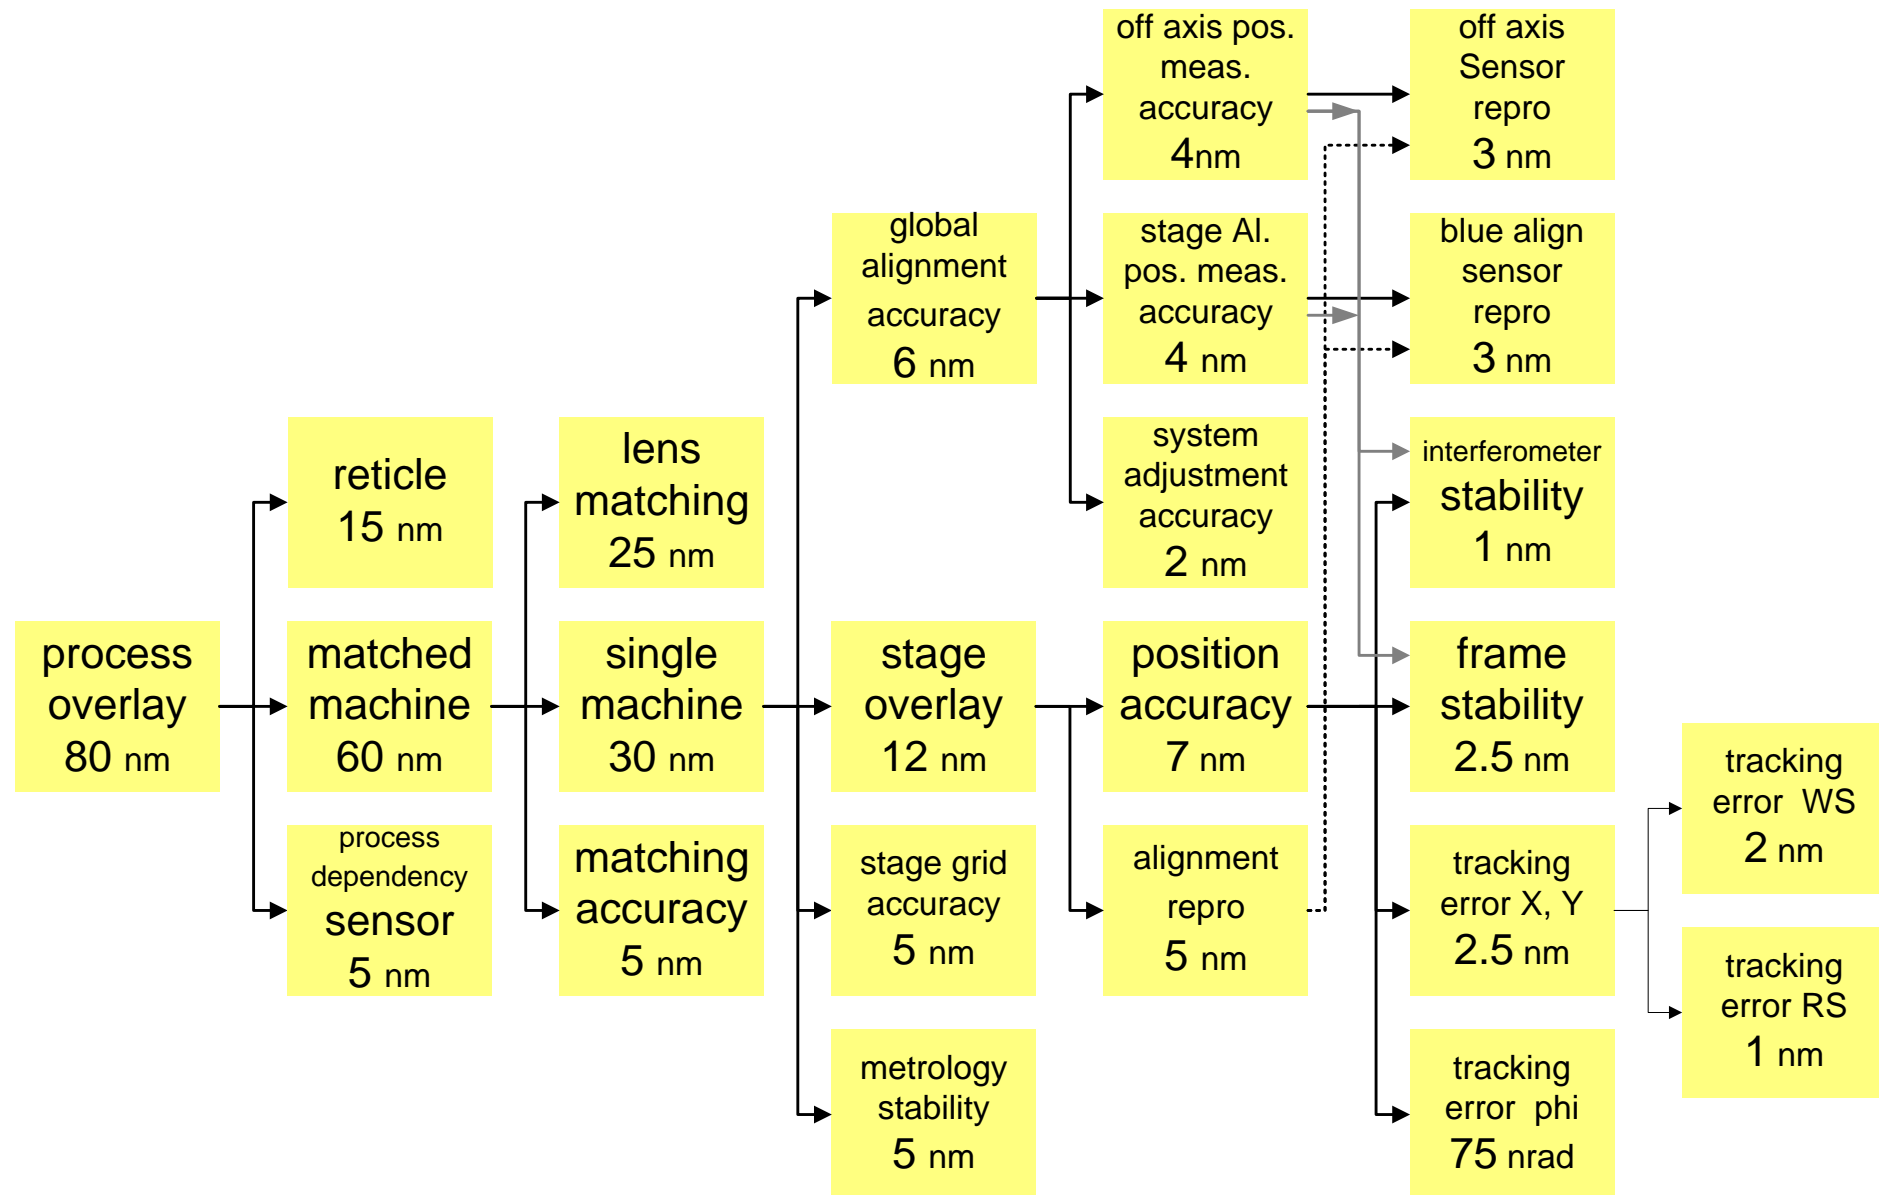 process
overlay
80 nm
reticle
15 nm
matched
machine
60 nm
process
dependency
sensor
5 nm
lens
matching
25 nm
single
machine
30 nm
matching
accuracy
5 nm
global
alignment
accuracy
6 nm
stage
overlay
12 nm
stage grid
accuracy
5 nm
metrology
stability
5 nm
off axis pos.
meas.
accuracy
4nm
stage Al.
pos. meas.
accuracy
4 nm
system
adjustment
accuracy
2 nm
position
accuracy
7 nm
alignment
repro
5 nm
off axis
Sensor
repro
3 nm
blue align
sensor
repro
3 nm
interferometer
stability
1 nm
frame
stability
2.5 nm
tracking
error X, Y
2.5 nm
tracking
error phi
75 nrad
tracking
error WS
2 nm
tracking
error RS
1 nm